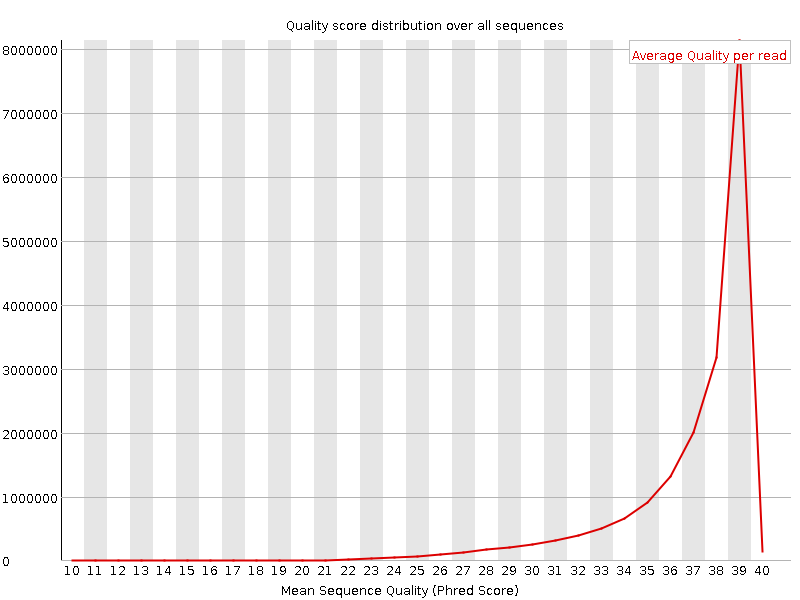 Quality score distribution over all sequences
Average Quality per read
8000000
7000000
6000000
5000000
4000000
3000000
2000000
1000000
0
10 11 12 13 14 15 16 17 18 19 20 21 22 23 24 25 26 27 28 29 30 31 32 33 34 35 36 37 38 39 40
Mean Sequence Quality (Phred Score)